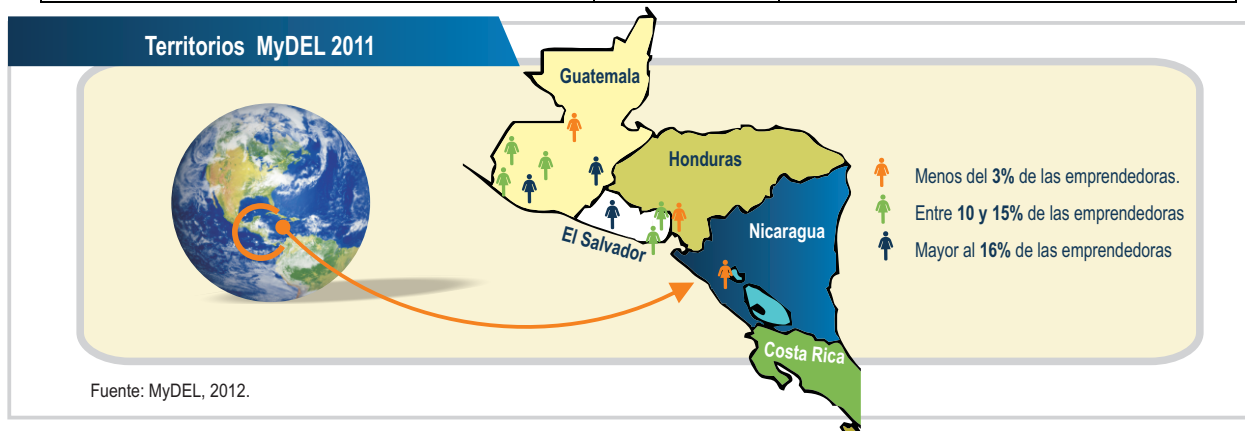 Territorios MyDEL 2011
Guatemala
Honduras
El Salvador
Nicaragua
Costa Rica
Menos del 3% de las emprendedoras.
Entre 10 y 15% de las emprendedoras
Mayor al 16% de las emprendedoras
Fuente: MyDEL, 2012.